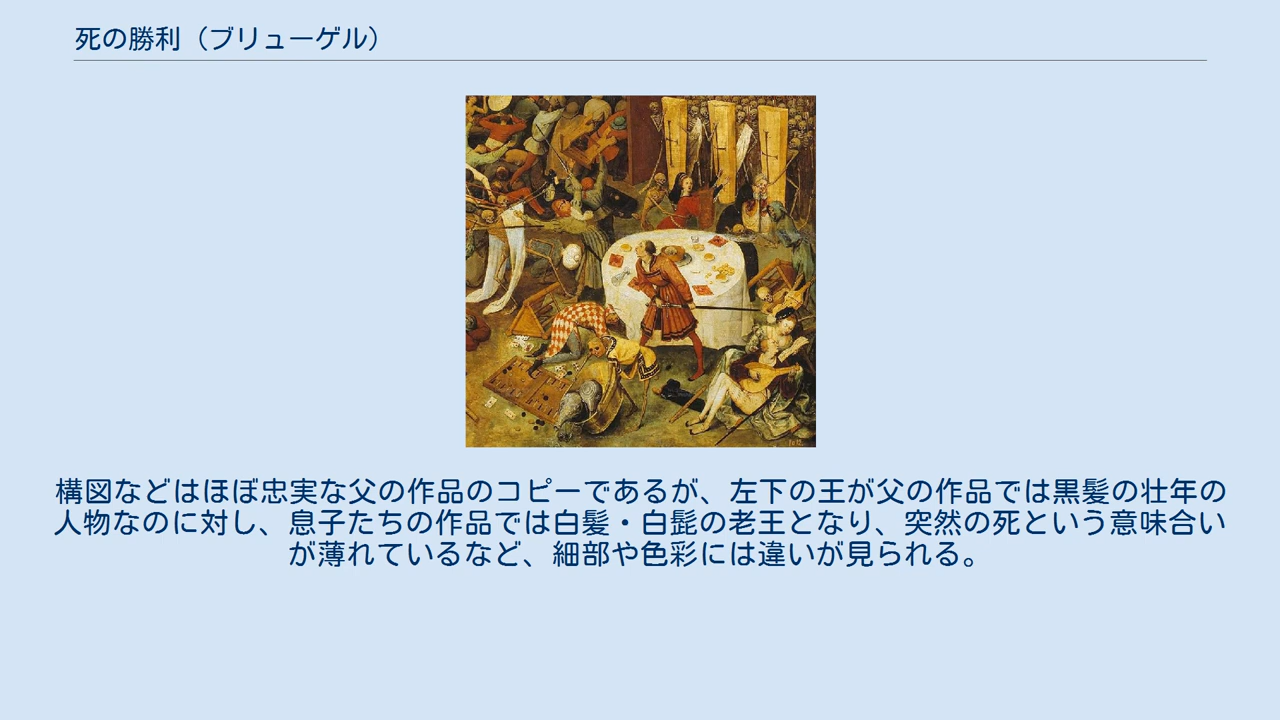 死の勝利（ブリューゲル）
構図などはほぼ忠実な父の作品のコピーであるが、左下の王が父の作品では黒髪の壮年の
人物なのに対し、息子たちの作品では白髪・白髭の老王となり、突然の死という意味合い
が薄れているなど、細部や色彩には違いが見られる。